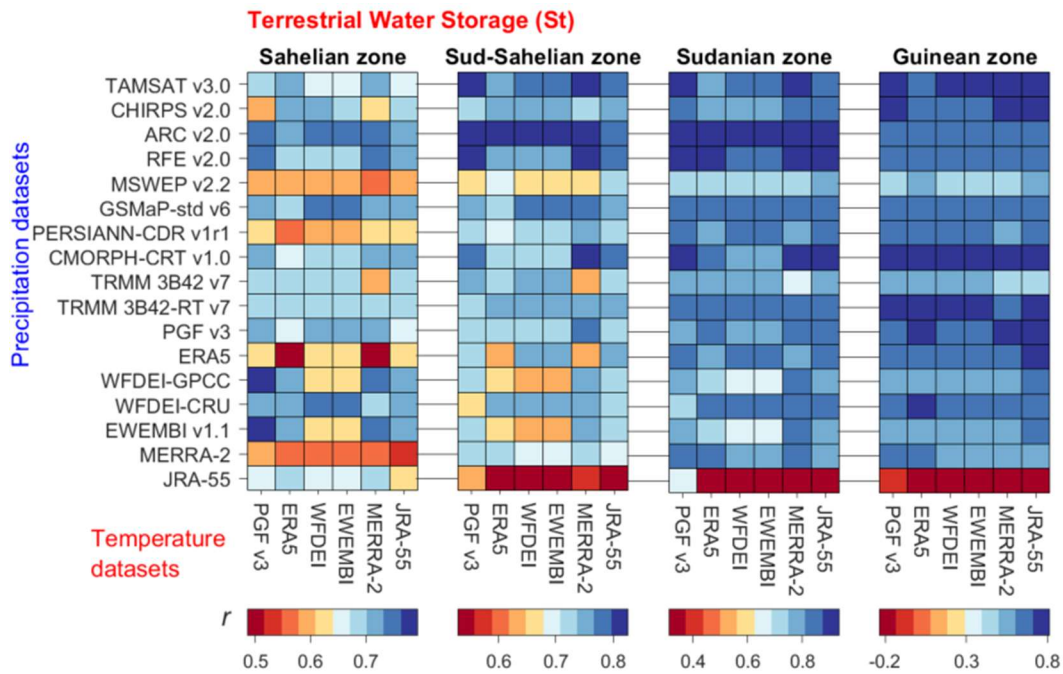 Terrestrial Water Storage (St)
Sahelian zone
Sud-Sahelian zone
Sudanian zone
Guinean zone
Precipitation datasets
TAMSAT v3.0
CHIRPS v2.0
ARC v2.0
RFE v2.0
MSWEP v2.2
GSMaP-std v6
PERSIANN-CDR v1r1
CMORPH-CRT v1.0
TRMM 3B42 v7
TRMM 3B42-RT v7
PGF v3
ERA5
WFDEI-GPCC
WFDEI-CRU
EWEMBI v1.1
MERRA-2
JRA-55
Temperature
datasets
PGF v3
ERA5
WFDEI
EWEMBI
MERRA-2
JRA-55
PGF v3
ERA5
WFDEI
EWEMBI
MERRA-2
JRA-55
PGF v3
ERA5
WFDEI
EWEMBI
MERRA-2
JRA-55
PGF v3
ERA5
WFDEI
EWEMBI
MERRA-2
JRA-55
r
0.5 0.6 0.7
0.6 0.7 0.8
0.4 0.6 0.8
-0.2 0.3 0.8